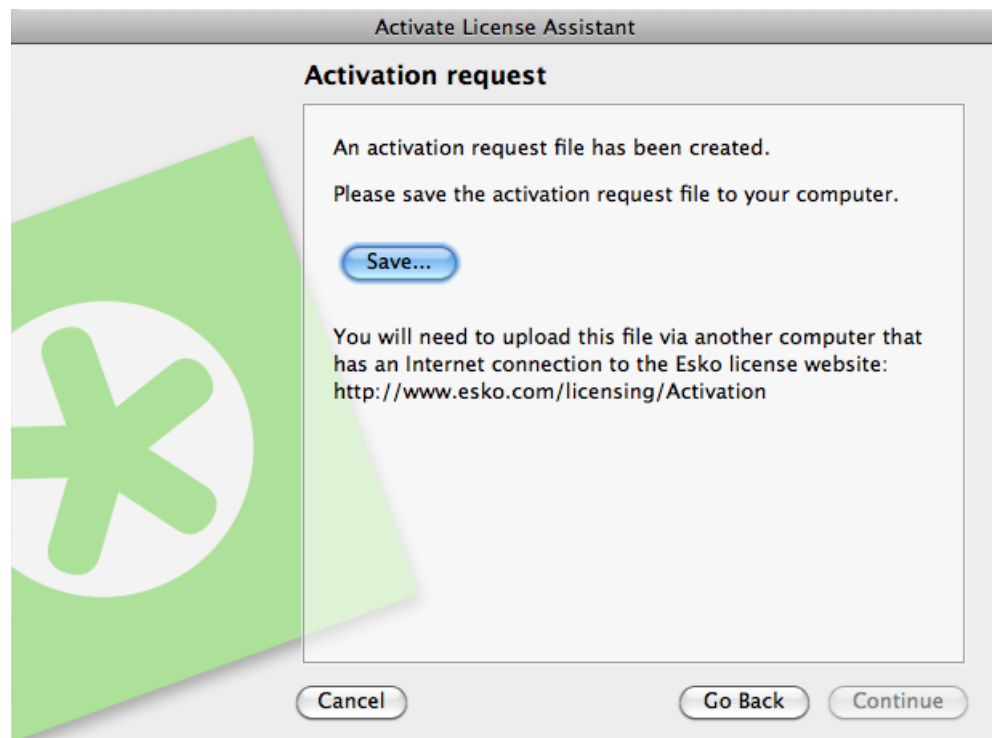 Activate License Assistant
Activation request
An activation request file has been created.
Please save the activation request file to your computer.
Save...
You will need to upload this file via another computer that
has an Internet connection to the Esko license website:
http://www.esko.com/licensing/Activation
Cancel
Go Back
Continue